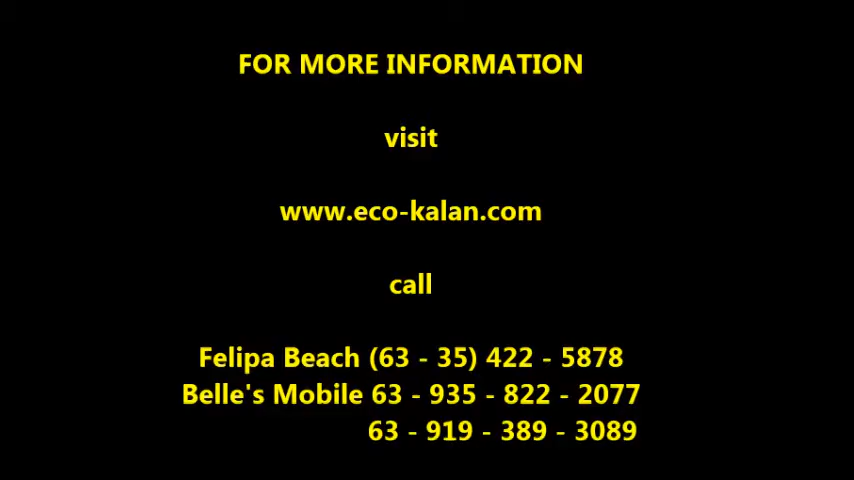 FOR MORE INFORMATION
visit
www.eco-kalan.com
call
Felipa Beach (63 - 35) 422 - 5878
Belle's Mobile 63 - 935 - 822 - 2077
63 - 919 - 389 - 3089